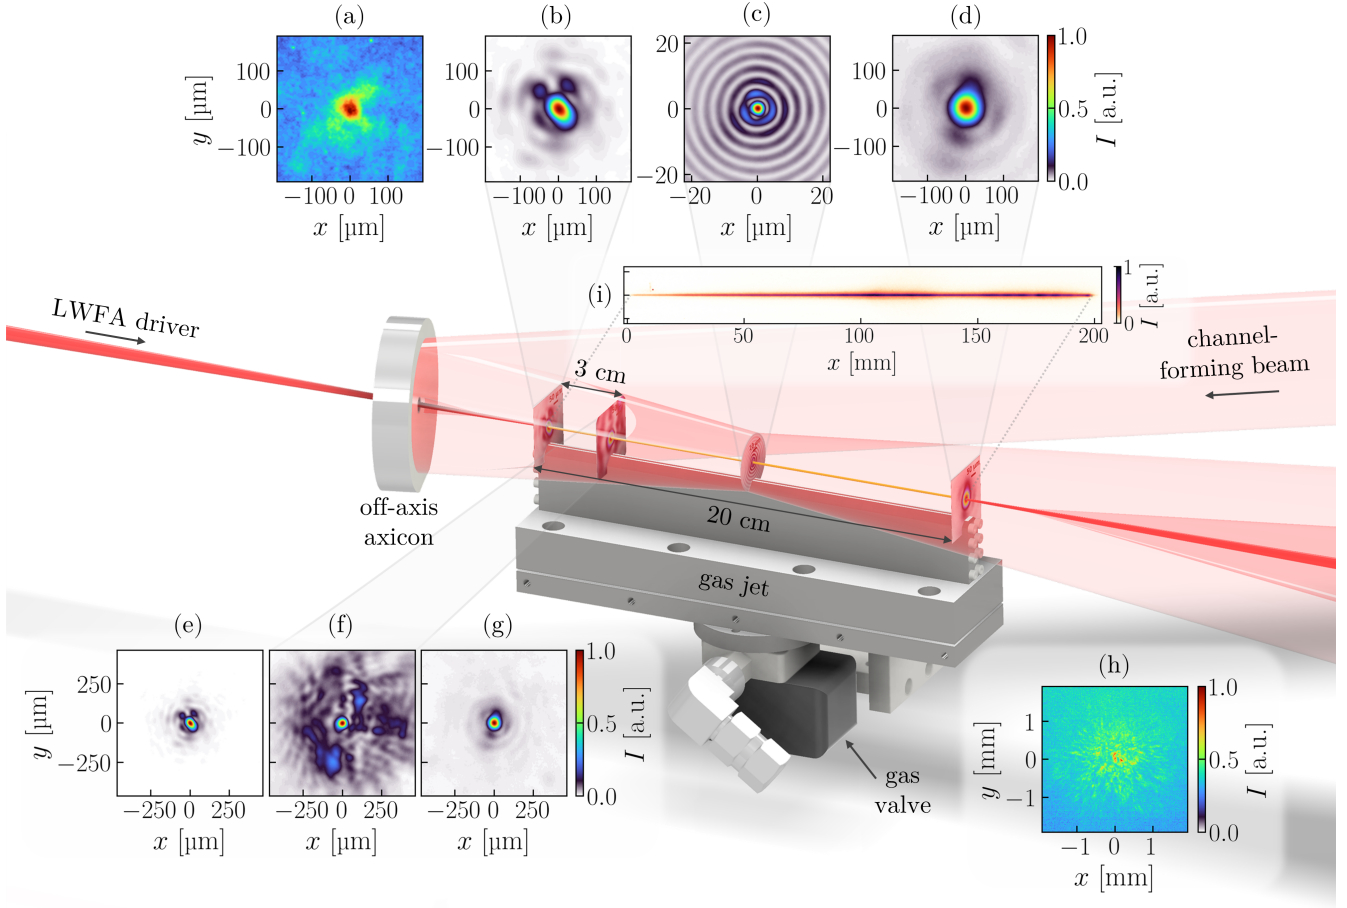 (a) (b) (c) (d)
100
0
−100
y [µm]
−100 0 100
x [µm]
100
0
−100
−100 0 100
x [µm]
20
0
−20
−20 0 20
x [µm]
100
0
−100
−100 0 100
x [µm]
1.0
0.5
0.0
I [a.u.]
(i)
0 50 100 150 200
x [mm]
1
0
I [a.u.]
LWFA driver
channel-
forming beam
3 cm
off-axis
axicon
20 cm
gas jet
gas
valve
(e) (f) (g)
250
0
−250
y [µm]
−250 0 250
x [µm]
−250 0 250
x [µm]
−250 0 250
x [µm]
1.0
0.5
0.0
I [a.u.]
(h)
1
0
−1
y [mm]
−1 0 1
x [mm]
1.0
0.5
0.0
I [a.u.]